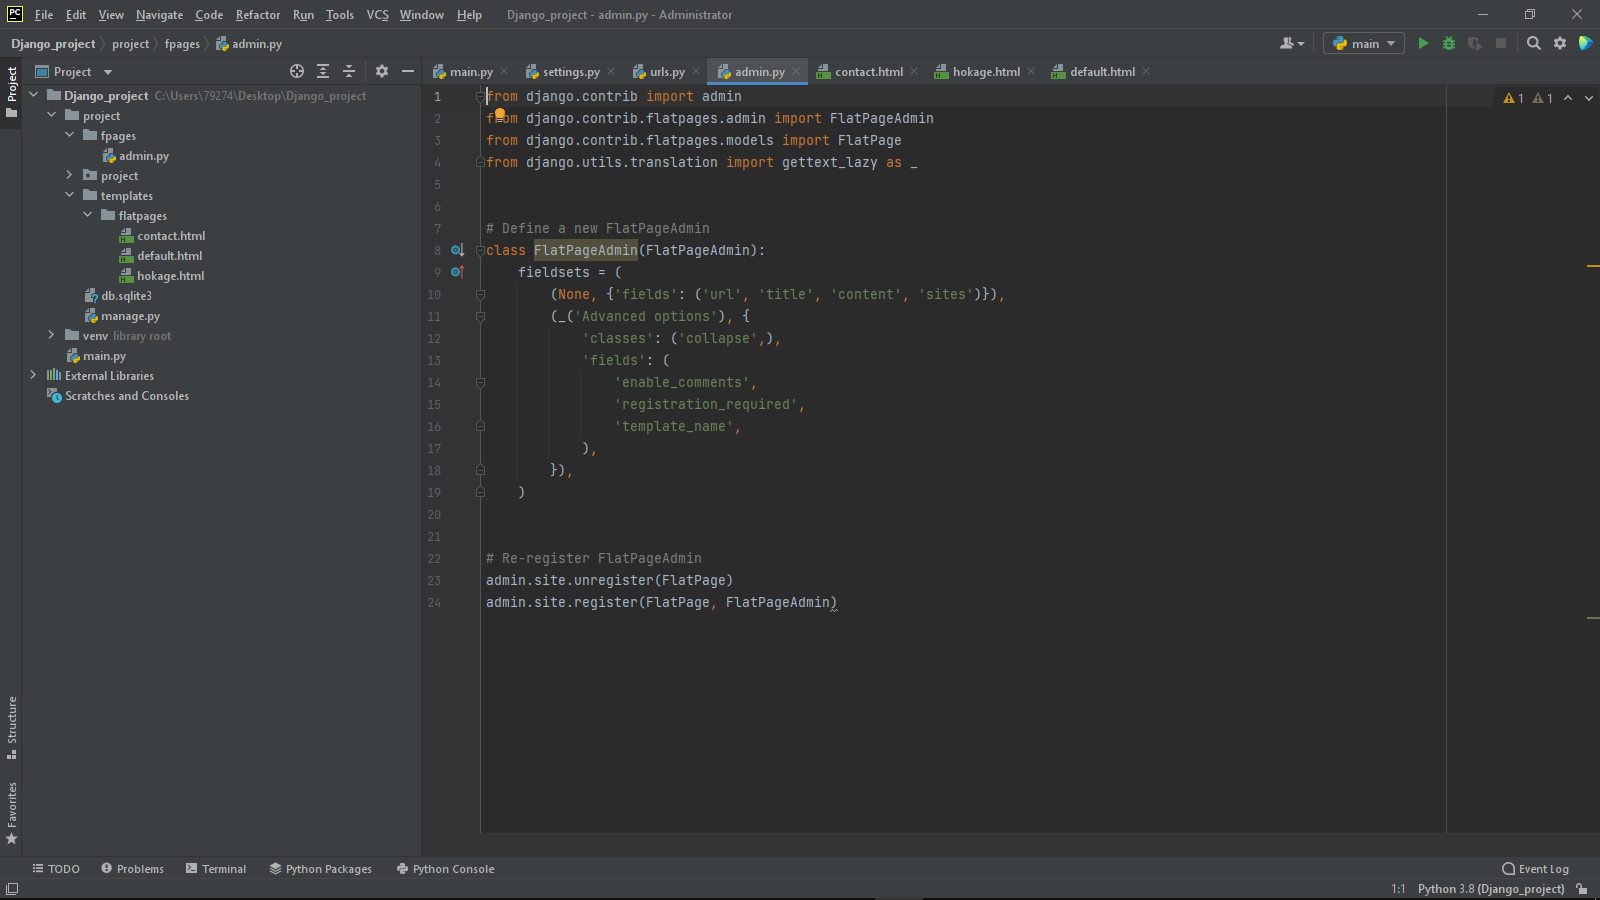 PC File Edit View Navigate Code Refactor Run Tools VCS Window Help Django_project - admin.py - Administrator
Django_project project fpages admin.py main
Project
Project
main.py settings.py urls.py admin.py contact.html hokage.html default.html
Django_project C:\Users\79274\Desktop\Django_project
project
fpages
admin.py
project
templates
flatpages
contact.html
default.html
hokage.html
db.sqlite3
manage.py
venv library root
main.py
External Libraries
Scratches and Consoles
Structure
Favorites
1 from django.contrib import admin
2 from django.contrib.flatpages.admin import FlatPageAdmin
3 from django.contrib.flatpages.models import FlatPage
4 from django.utils.translation import gettext_lazy as _
5
6
7 # Define a new FlatPageAdmin
8 class FlatPageAdmin(FlatPageAdmin):
9 fieldsets = (
10 (None, {'fields': ('url', 'title', 'content', 'sites')}),
11 (_('Advanced options'), {
12 'classes': ('collapse',),
13 'fields': (
14 'enable_comments',
15 'registration_required',
16 'template_name',
17 ),
18 }),
19 )
20
21
22 # Re-register FlatPageAdmin
23 admin.site.unregister(FlatPage)
24 admin.site.register(FlatPage, FlatPageAdmin)
1 1
TODO Problems Terminal Python Packages Python Console Event Log
1:1 Python 3.8 (Django_project)